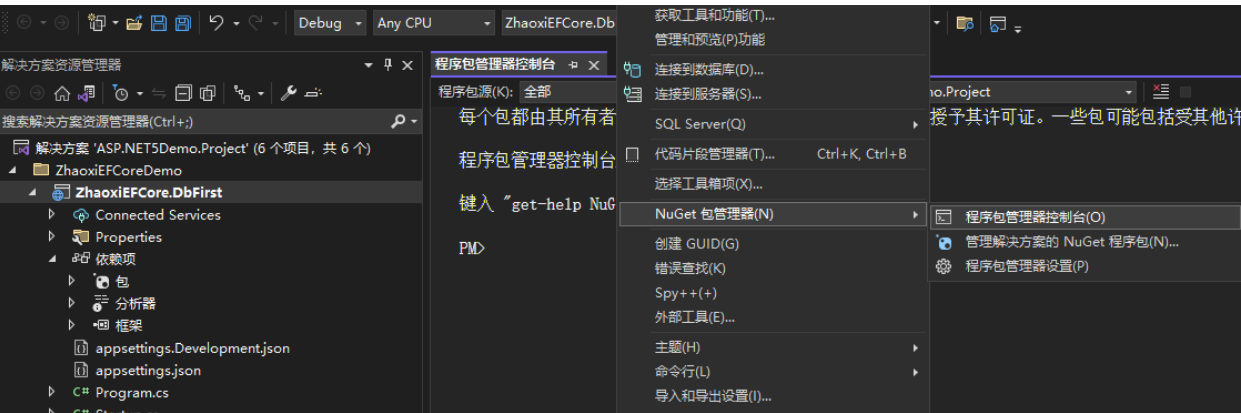 Debug
Any CPU
ZhaoxiEFCore.Db
解决方案资源管理器
搜索解决方案资源管理器(Ctrl+;)
解决方案 'ASP.NET5Demo.Project' (6 个项目，共 6 个)
ZhaoxiEFCoreDemo
ZhaoxiEFCore.DbFirst
Connected Services
Properties
依赖项
包
分析器
框架
appsettings.Development.json
appsettings.json
C# Program.cs
程序包管理器控制台
程序包源(K): 全部
no.Project
每个包都由其所有者
授予其许可证。一些包可能包括受其他许
程序包管理器控制台
键入 "get-help NuG
PM>
获取工具和功能(T)...
管理和预览(P)功能
连接到数据库(D)...
连接到服务器(S)...
SQL Server(Q)
代码片段管理器(T)... Ctrl+K, Ctrl+B
选择工具箱项(X)...
NuGet 包管理器(N)
创建 GUID(G)
错误查找(K)
Spy++(+)
外部工具(E)...
主题(H)
命令行(L)
导入和导出设置(I)...
程序包管理器控制台(O)
管理解决方案的 NuGet 程序包(N)...
程序包管理器设置(P)